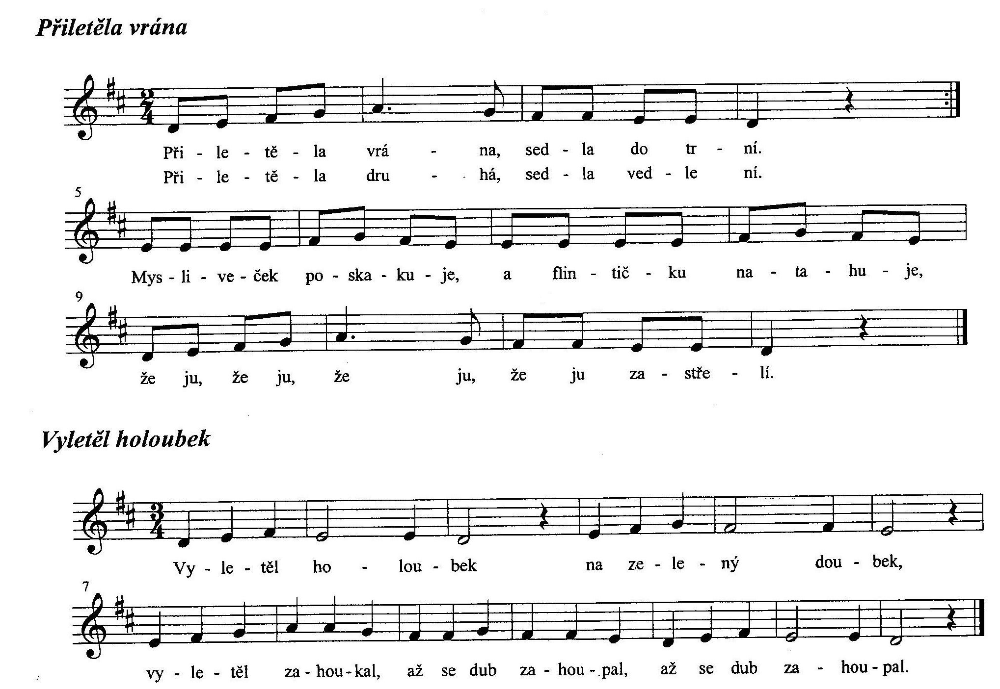 Přiletěla vrána
2
4
Při - le - tě - la vrá - na, sed - la do tr - ní.
Při - le - tě - la dru - há, sed - la ved - le ní.
5
Mys - li - ve - ček po - ska - ku - je, a flin - tič - ku na - ta - hu - je,
9
že ju, že ju, že ju, že ju za - stře - lí.
Vyletěl holoubek
3
4
Vy - le - těl ho - lou - bek na ze - le - ný dou - bek,
7
vy - le - těl za - hou - kal, až se dub za - hou - pal, až se dub za - hou - pal.